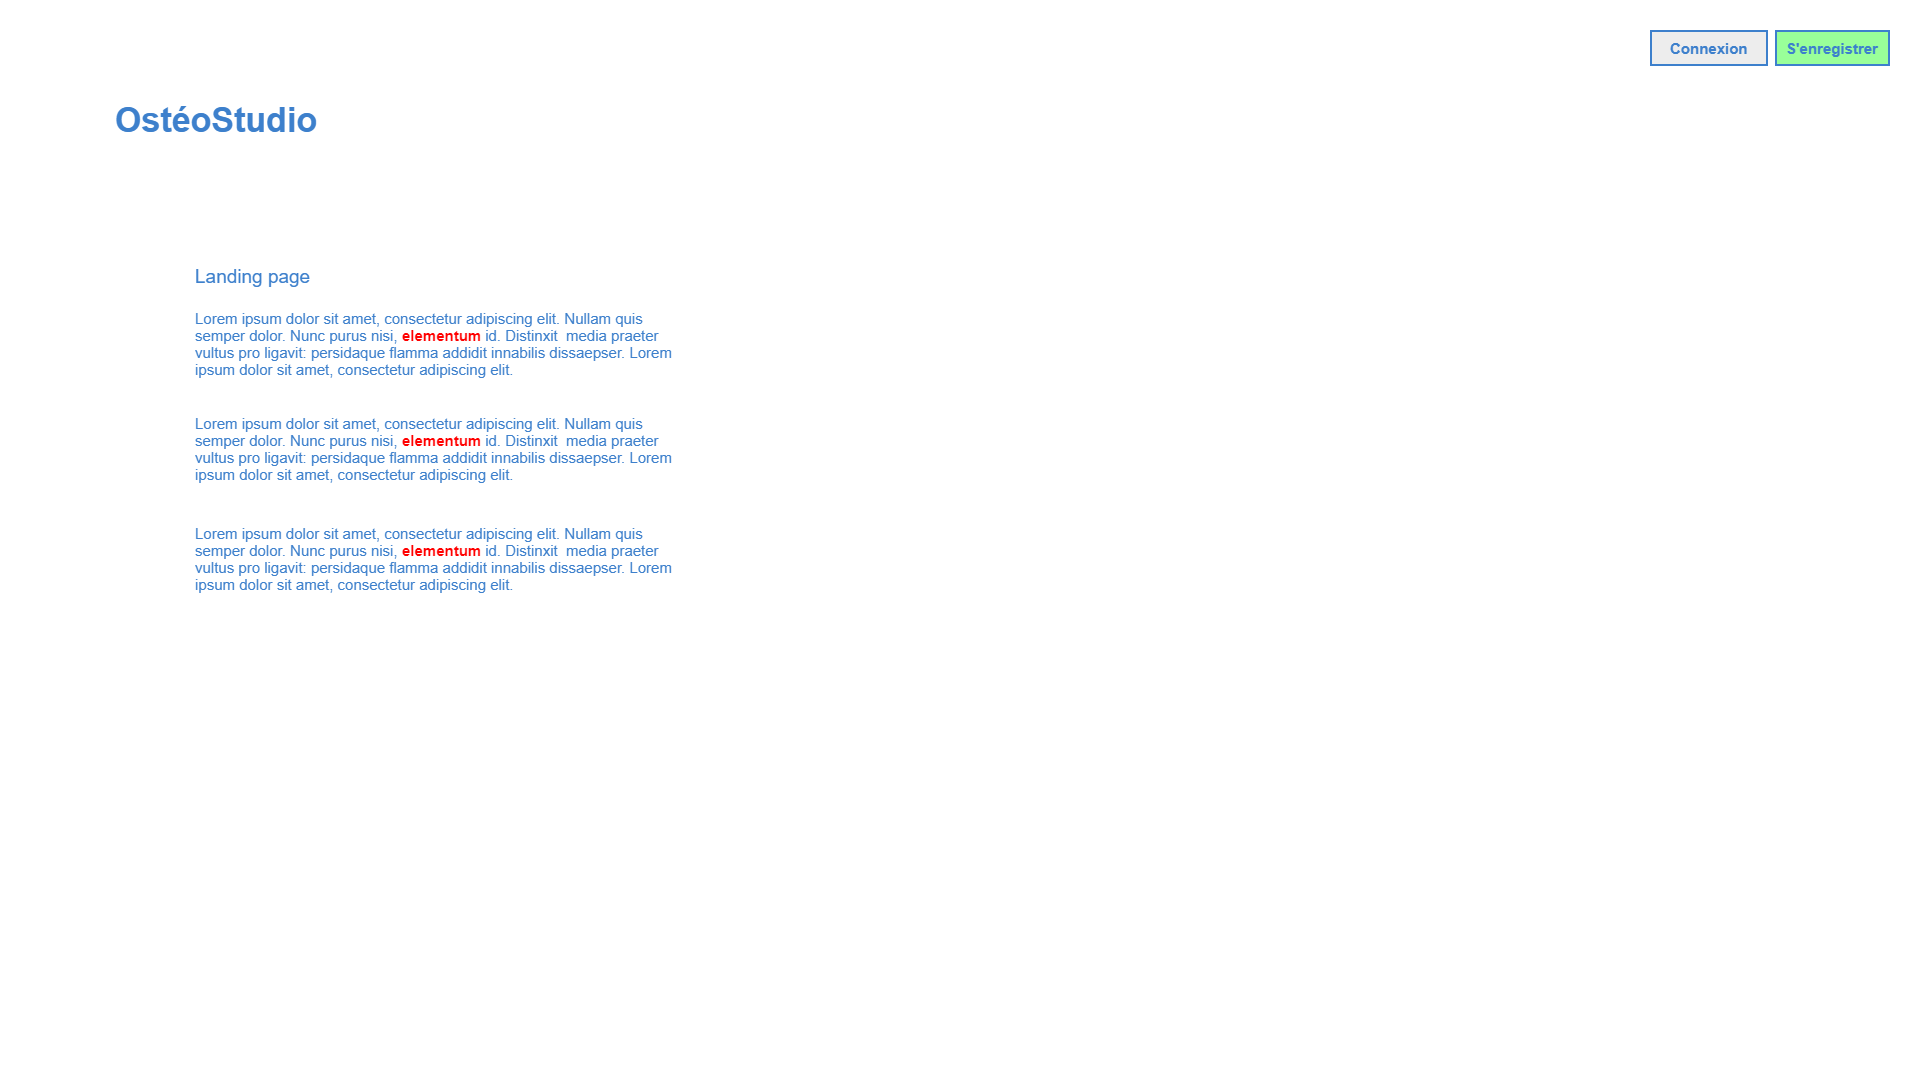 Connexion
S'enregistrer
OstéoStudio
Landing page
Lorem ipsum dolor sit amet, consectetur adipiscing elit. Nullam quis
semper dolor. Nunc purus nisi, elementum id. Distinxit  media praeter
vultus pro ligavit: persidaque flamma addidit innabilis dissaepser. Lorem
ipsum dolor sit amet, consectetur adipiscing elit.
Lorem ipsum dolor sit amet, consectetur adipiscing elit. Nullam quis
semper dolor. Nunc purus nisi, elementum id. Distinxit  media praeter
vultus pro ligavit: persidaque flamma addidit innabilis dissaepser. Lorem
ipsum dolor sit amet, consectetur adipiscing elit.
Lorem ipsum dolor sit amet, consectetur adipiscing elit. Nullam quis
semper dolor. Nunc purus nisi, elementum id. Distinxit  media praeter
vultus pro ligavit: persidaque flamma addidit innabilis dissaepser. Lorem
ipsum dolor sit amet, consectetur adipiscing elit.